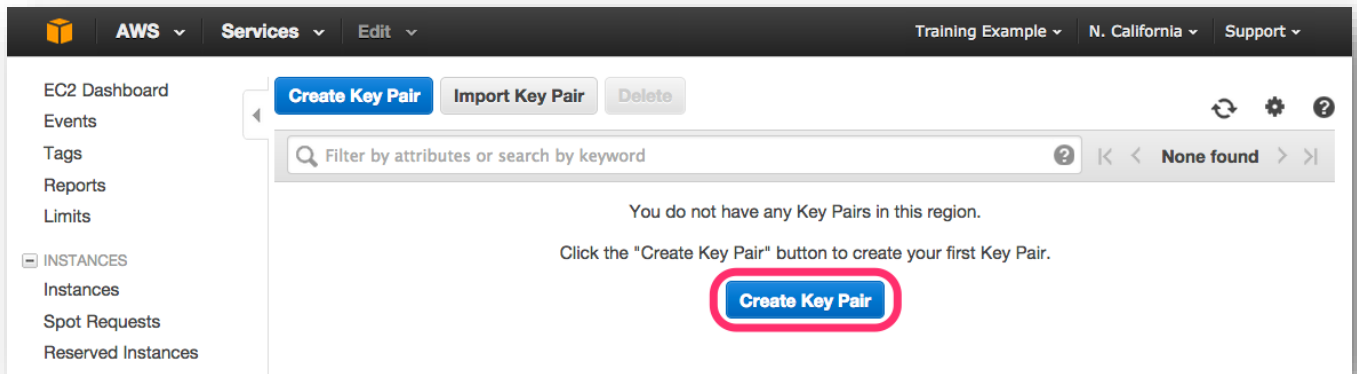 AWS Services Edit Training Example N. California Support
EC2 Dashboard
Events
Tags
Reports
Limits
INSTANCES
Instances
Spot Requests
Reserved Instances
Create Key Pair Import Key Pair Delete
Filter by attributes or search by keyword
None found
You do not have any Key Pairs in this region.
Click the "Create Key Pair" button to create your first Key Pair.
Create Key Pair